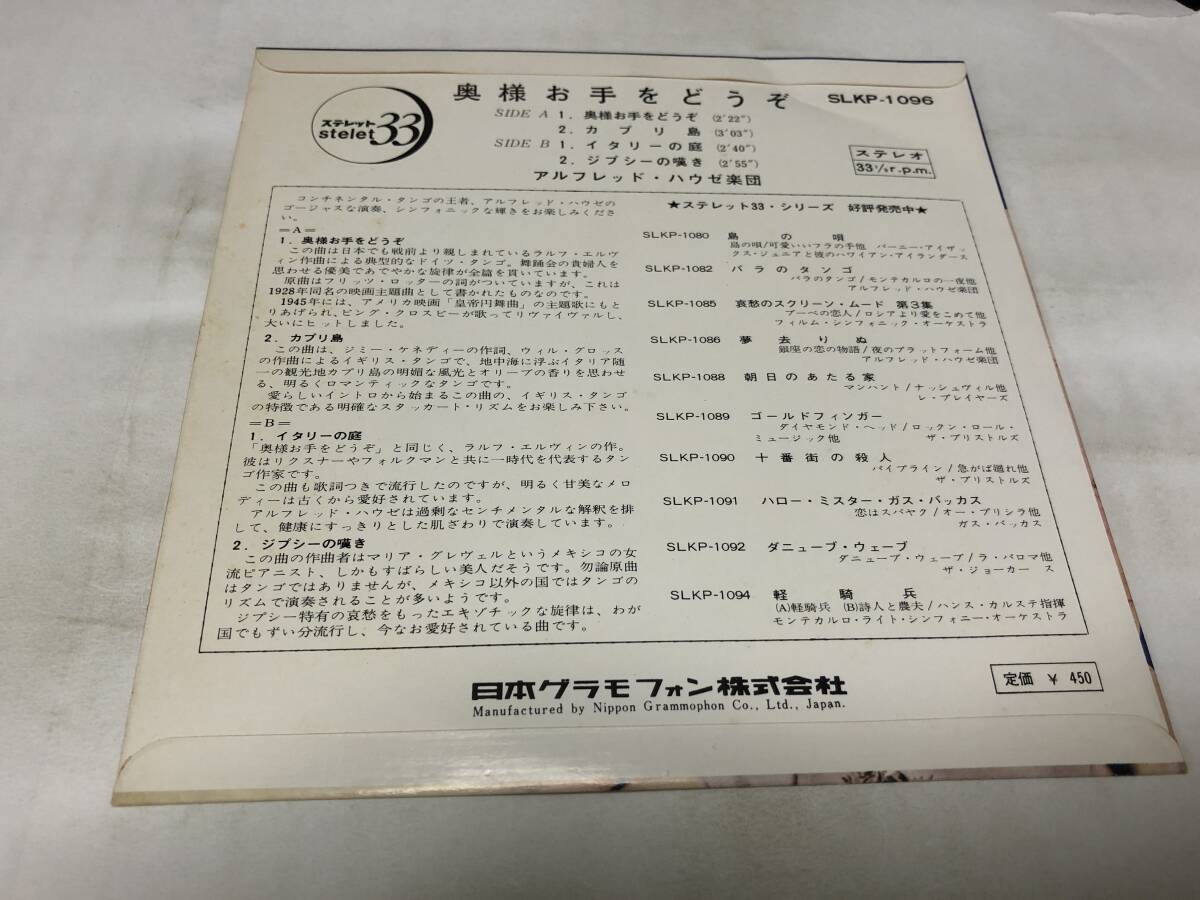 ステレット
stelet 33
奥様お手をどうぞ SLKP-1096
SIDE A 1. 奥様お手をどうぞ (2'22")
2. カプリ島 (3'03")
SIDE B 1. イタリーの庭 (2'40")
2. ジプシーの嘆き (2'55")
アルフレッド・ハウゼ楽団
ステレオ
33⅓r.p.m.
コンチネンタル・タンゴの王者、アルフレッド・ハウゼの
ゴージャスな演奏、シンフォニックな輝きをお楽しみくださ
い。
=A=
1. 奥様お手をどうぞ
この曲は日本でも戦前より親しまれているラルフ・エルヴ
ィン作曲による典型的なドイツ・タンゴ。舞踊会の貴婦人を
思わせる優美であでやかな旋律が全篇を貫いています。
原曲はフリッツ・ロッターの詞がついていますが、これは
1928年同名の映画主題曲として書かれたものなのです。
1945年には、アメリカ映画「皇帝円舞曲」の主題歌にもと
りあげられ、ビング・クロスビーが歌ってリヴァイヴァルし、
大いにヒットしました。
2. カプリ島
この曲は、ジミー・ケネディーの作詞、ウィル・グロッス
の作曲によるイギリス・タンゴで、地中海に浮ぶイタリア随
一の観光地カプリ島の明媚な風光とオリーブの香りを思わせ
る、明るくロマンティックなタンゴです。
愛らしいイントロから始まるこの曲の、イギリス・タンゴ
の特徴である明確なスタッカート・リズムをお楽しみ下さい。
=B=
1. イタリーの庭
「奥様お手をどうぞ」と同じく、ラルフ・エルヴィンの作。
彼はリクスナーやフォルクマンと共に一時代を代表するタン
ゴ作家です。
この曲も歌詞つきで流行したのですが、明るく甘美なメロ
ディーは古くから愛好されています。
アルフレッド・ハウゼは過剰なセンチメンタルな解釈を排
して、健康にすっきりとした肌ざわりで演奏しています。
2. ジプシーの嘆き
この曲の作曲者はマリア・グレヴェルというメキシコの女
流ピアニスト、しかもすばらしい美人だそうです。勿論原曲
はタンゴではありませんが、メキシコ以外の国ではタンゴの
リズムで演奏されることが多いようです。
ジプシー特有の哀愁をもったエキゾチックな旋律は、わが
国でもずい分流行し、今なお愛好されている曲です。
★ステレット33・シリーズ 好評発売中★
SLKP-1080 島の唄
島の唄/可愛いいフラの手他 バーニー・アイザッ
クス・ジュニアと彼のハワイアン・アイランダース
SLKP-1082 バラのタンゴ
バラのタンゴ/モンテカルロの一夜他
アルフレッド・ハウゼ楽団
SLKP-1085 哀愁のスクリーン・ムード 第3集
ブーベの恋人/ロシアより愛をこめて他
フィルム・シンフォニック・オーケストラ
SLKP-1086 夢去りぬ
銀座の恋の物語/夜のプラットフォーム他
アルフレッド・ハウゼ楽団
SLKP-1088 朝日のあたる家
マンハント/ナッシュヴィル他
レ・プレイヤーズ
SLKP-1089 ゴールドフィンガー
ダイヤモンド・ヘッド/ロックン・ロール・
ミュージック他 ザ・ブリストルズ
SLKP-1090 十番街の殺人
パイプライン/急がば廻れ他
ザ・ブリストルズ
SLKP-1091 ハロー・ミスター・ガス・バッカス
恋はスバヤク/オー・プリシラ他
ガス・バッカス
SLKP-1092 ダニューブ・ウェーブ
ダニューブ・ウェーブ/ラ・パロマ他
ザ・ジョーカース
SLKP-1094 軽騎兵
(A)軽騎兵 (B)詩人と農夫/ハンス・カルステ指揮
モンテカルロ・ライト・シンフォニー・オーケストラ
日本グラモフォン株式会社
Manufactured by Nippon Grammophon Co., Ltd., Japan.
定価 ¥ 450